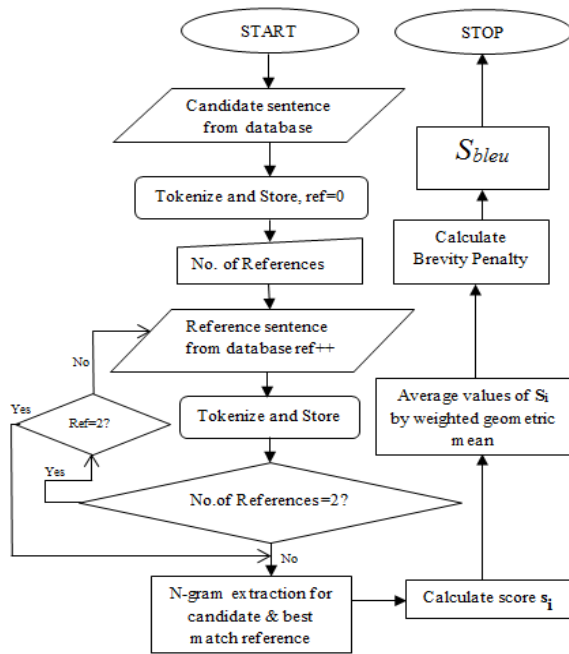 START
Candidate sentence
from database
Tokenize and Store, ref=0
No. of References
Reference sentence
from database ref++
No
Tokenize and Store
Yes
Ref=2?
Yes
No.of References=2?
No
N-gram extraction for
candidate & best
match reference
Calculate score si
Average values of Si
by weighted geometric
mean
Calculate
Brevity Penalty
Sbleu
STOP